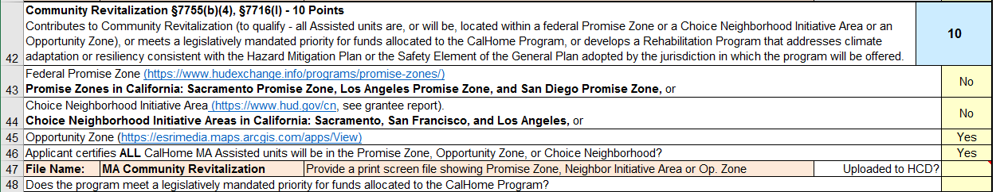 Community Revitalization §7755(b)(4), §7716(l) - 10 Points
Contributes to Community Revitalization (to qualify - all Assisted units are, or will be, located within a federal Promise Zone or a Choice Neighborhood Initiative Area or an
Opportunity Zone), or meets a legislatively mandated priority for funds allocated to the CalHome Program, or develops a Rehabilitation Program that addresses climate
42 adaptation or resiliency consistent with the Hazard Mitigation Plan or the Safety Element of the General Plan adopted by the jurisdiction in which the program will be offered.
10
Federal Promise Zone (https://www.hudexchange.info/programs/promise-zones/)
43 Promise Zones in California: Sacramento Promise Zone, Los Angeles Promise Zone, and San Diego Promise Zone, or
No
Choice Neighborhood Initiative Area (https://www.hud.gov/cn, see grantee report).
44 Choice Neighborhood Initiative Areas in California: Sacramento, San Francisco, and Los Angeles, or
No
45 Opportunity Zone (https://esrimedia.maps.arcgis.com/apps/View) Yes
46 Applicant certifies ALL CalHome MA Assisted units will be in the Promise Zone, Opportunity Zone, or Choice Neighborhood? Yes
47 File Name: MA Community Revitalization Provide a print screen file showing Promise Zone, Neighbor Initiative Area or Op. Zone Uploaded to HCD?
48 Does the program meet a legislatively mandated priority for funds allocated to the CalHome Program?